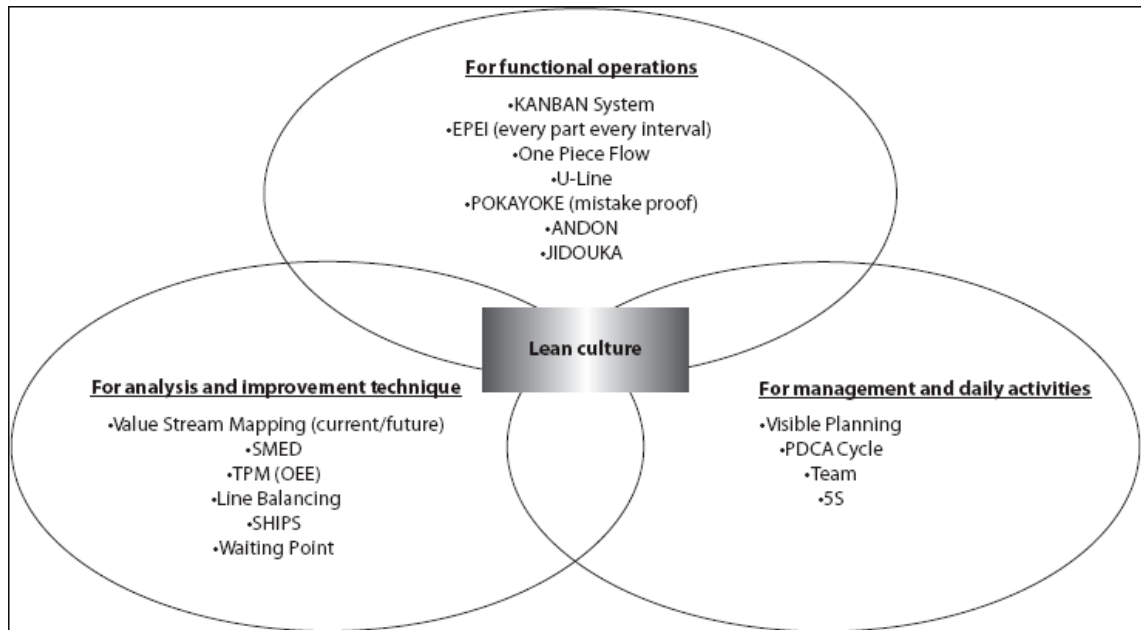 For functional operations
•KANBAN System
•EPEI (every part every interval)
•One Piece Flow
•U-Line
•POKAYOKE (mistake proof)
•ANDON
•JIDOUKA
Lean culture
For analysis and improvement technique
•Value Stream Mapping (current/future)
•SMED
•TPM (OEE)
•Line Balancing
•SHIPS
•Waiting Point
For management and daily activities
•Visible Planning
•PDCA Cycle
•Team
•5S